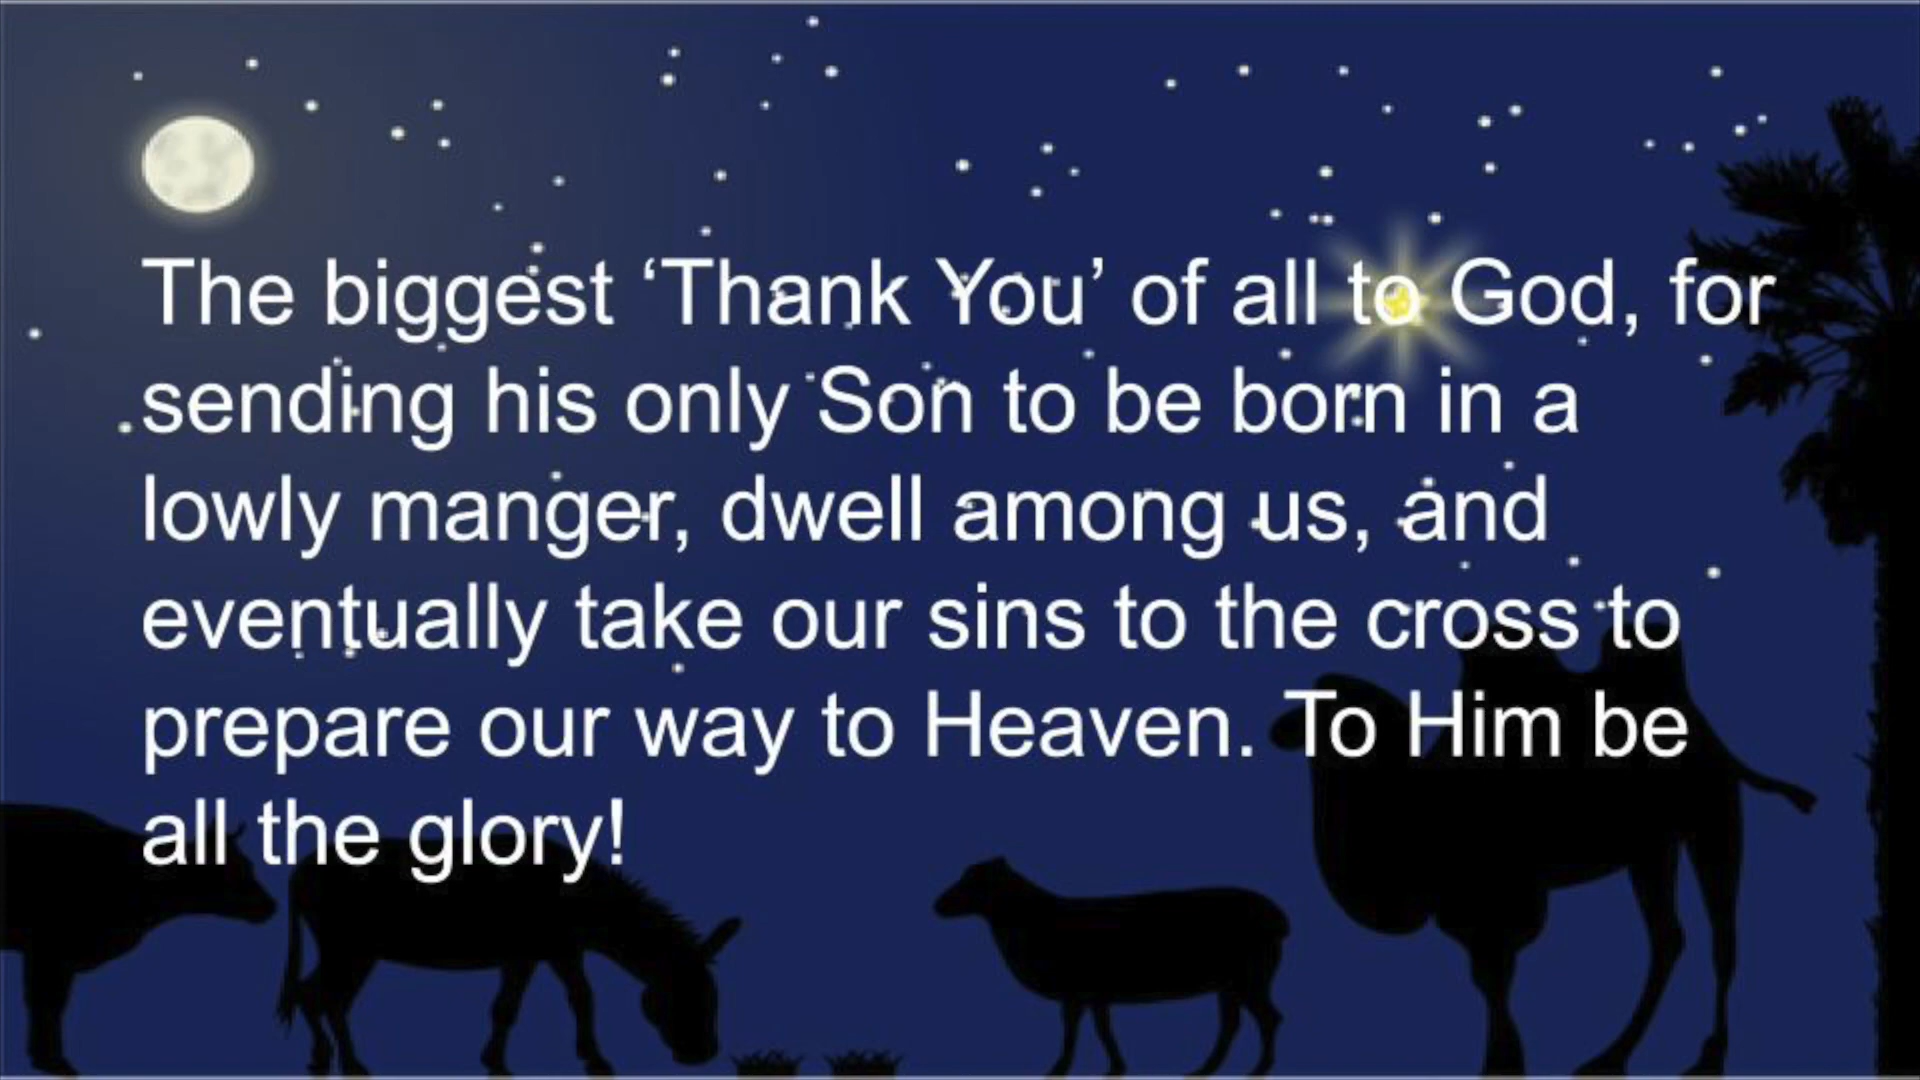 The biggest ‘Thank You’ of all to God, for
sending his only Son to be born in a
lowly manger, dwell among us, and
eventually take our sins to the cross to
prepare our way to Heaven. To Him be
all the glory!